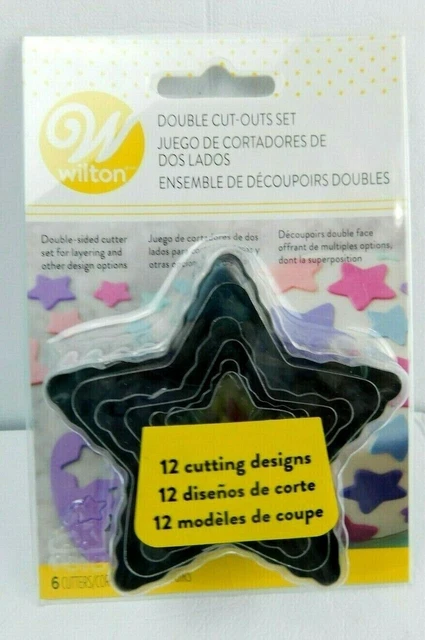 W
wilton
DOUBLE CUT-OUTS SET
JUEGO DE CORTADORES DE
DOS LADOS
ENSEMBLE DE DÉCOUPOIRS DOUBLES
Double-sided cutter
set for layering and
other design options
Juego de cortadores de dos
lados para
otras
Découpoirs double face
offrant de multiples options,
dont la superposition
12 cutting designs
12 diseños de corte
12 modèles de coupe
6 CUTTERS